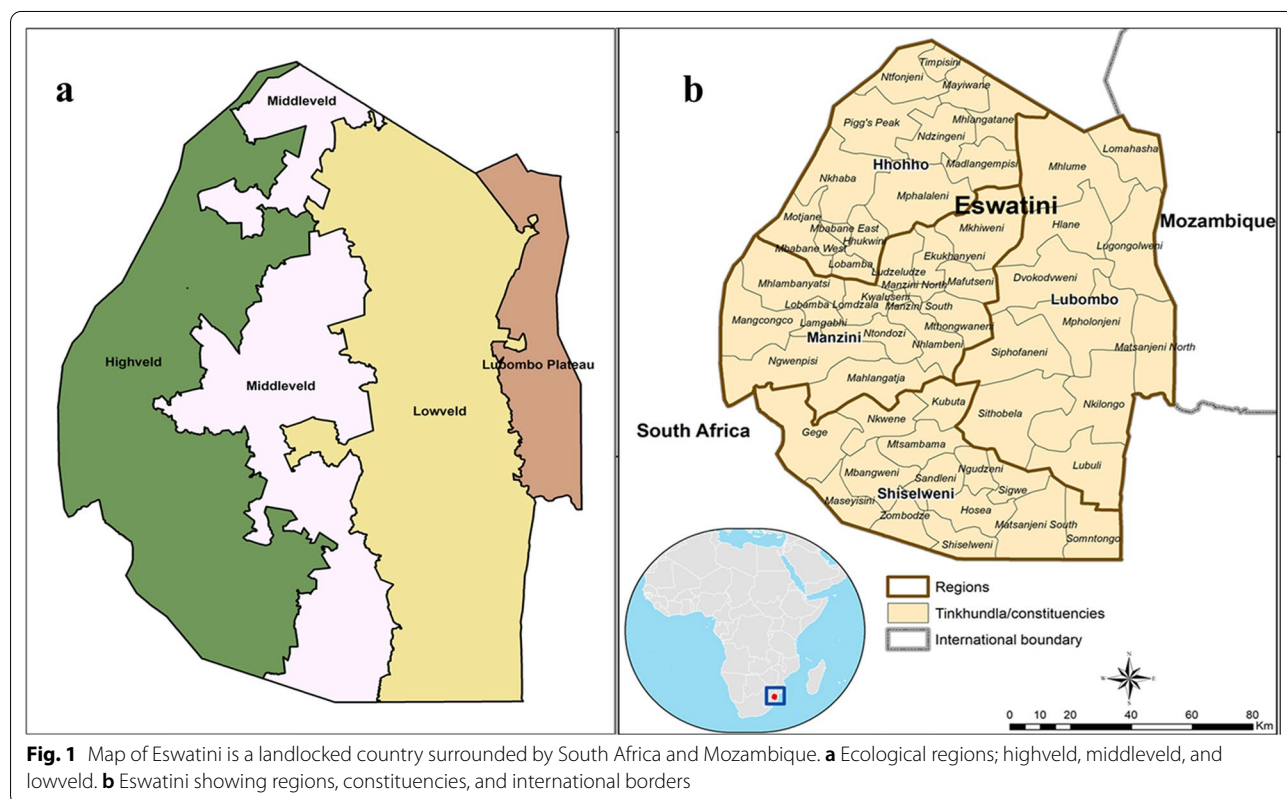 a
Middleveld
Highveld
Middleveld
Lowveld
Lubombo Plateau
b
Timpisini
Ntfonjeni
Mayiwane
Pigg's Peak
Mhlangatane
Ndzingeni
Lomahasha
Hhohho
Madlangempisi
Mhlume
Nkhaba
Mphalaleni
Eswatini
Motjane
Mozambique
Mbabane East
Mkhiweni
Hlane
Hhukwini
Mbabane West
Lugongolweni
Lobamba
Ekukhanyeni
Ludzeludze
Dvokodvweni
Mhlambanyatsi
Manzini North
Mafutseni
Kwaluseni
Lubombo
Lobamba Lomdzala
Manzini South
Mangcongco
Lamgabhi
Mpholonjeni
Ntondozi
Mthongwaneni
Manzini
Nhlambeni
Matsanjeni North
Siphofaneni
Ngwenpisi
Mahlangatja
Kubuta
Nkilongo
Nkwene
Sithobela
South Africa
Gege
Mtsambama
Mbangweni
Ngudzeni
Lubuli
Sandleni
Sigwe
Shiselweni
Maseyisini
Hosea
Zombodze
Matsanjeni South
Somntongo
Shiselweni
Regions
Tinkhundla/constituencies
International boundary
N
W E
S
0 10 20 40 60 80
Km
Fig. 1 Map of Eswatini is a landlocked country surrounded by South Africa and Mozambique. a Ecological regions; highveld, middleveld, and
lowveld. b Eswatini showing regions, constituencies, and international borders